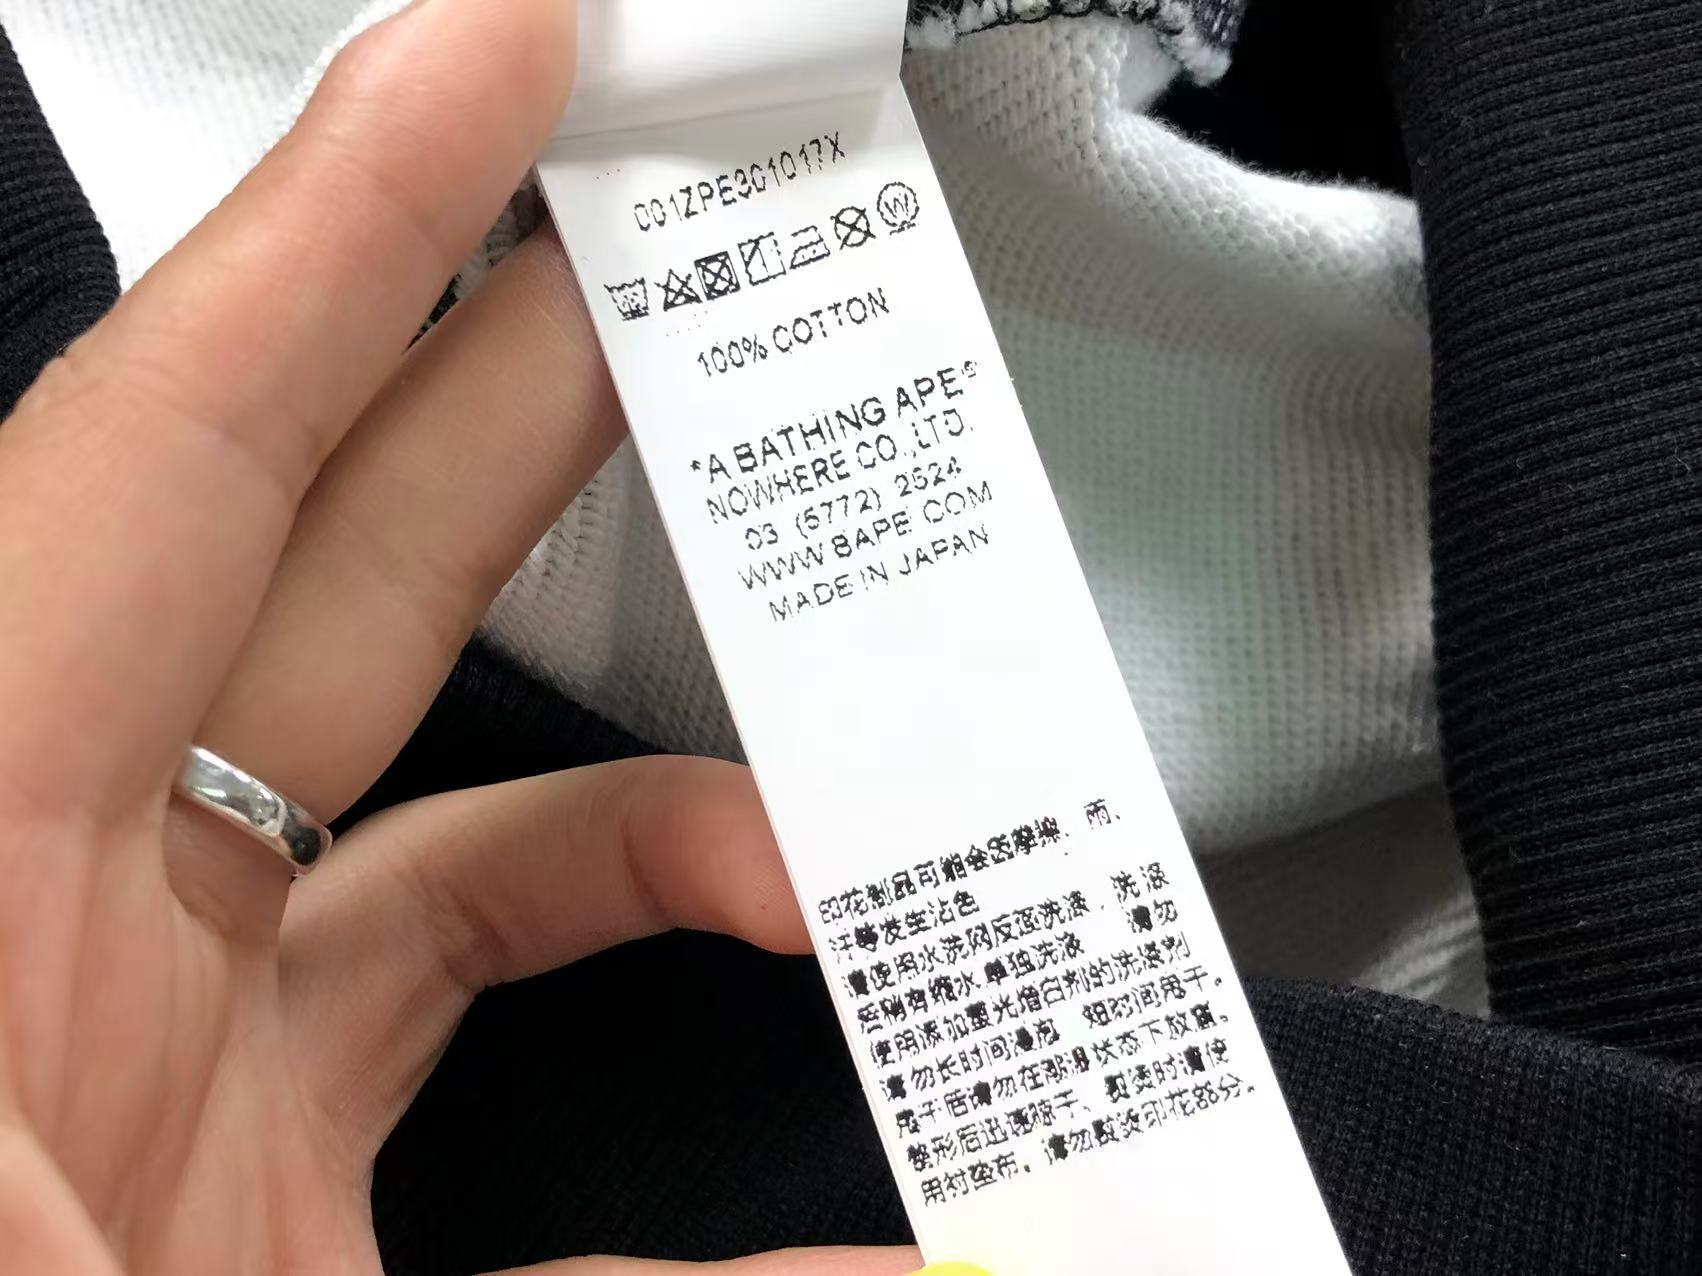 001ZPE301017X
100% COTTON
*A BATHING APE®
NOWHERE CO.,LTD.
03 (5772) 2524
WWW BAPE COM
MADE IN JAPAN
印花制品可能会因摩擦、雨、
汗等发生沾色
请使用水洗网反面洗涤。洗涤
后稍有缩水 单独洗涤 请勿
使用添加萤光增白剂的洗涤剂
请勿长时间浸泡 短时间甩干。
甩干后请勿在潮湿状态下放置。
整形后迅速晾干、熨烫时请使
用衬垫布。请勿熨烫印花部分。